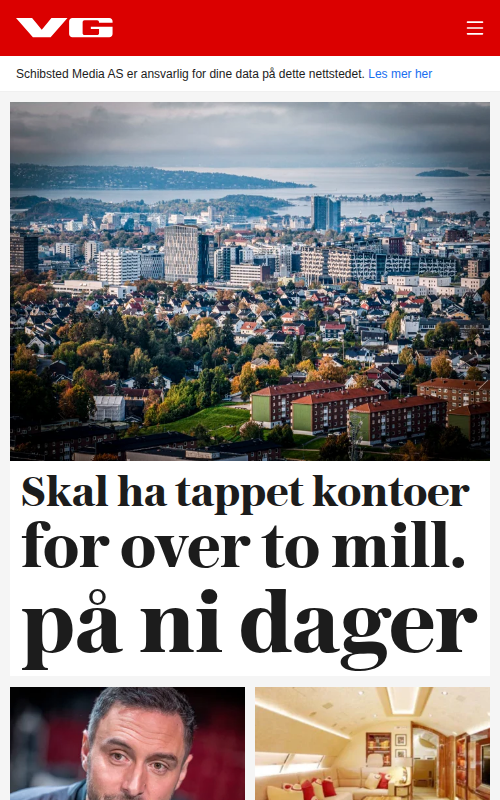 VG
Schibsted Media AS er ansvarlig for dine data på dette nettstedet. Les mer her
Skal ha tappet kontoer
for over to mill.
på ni dager